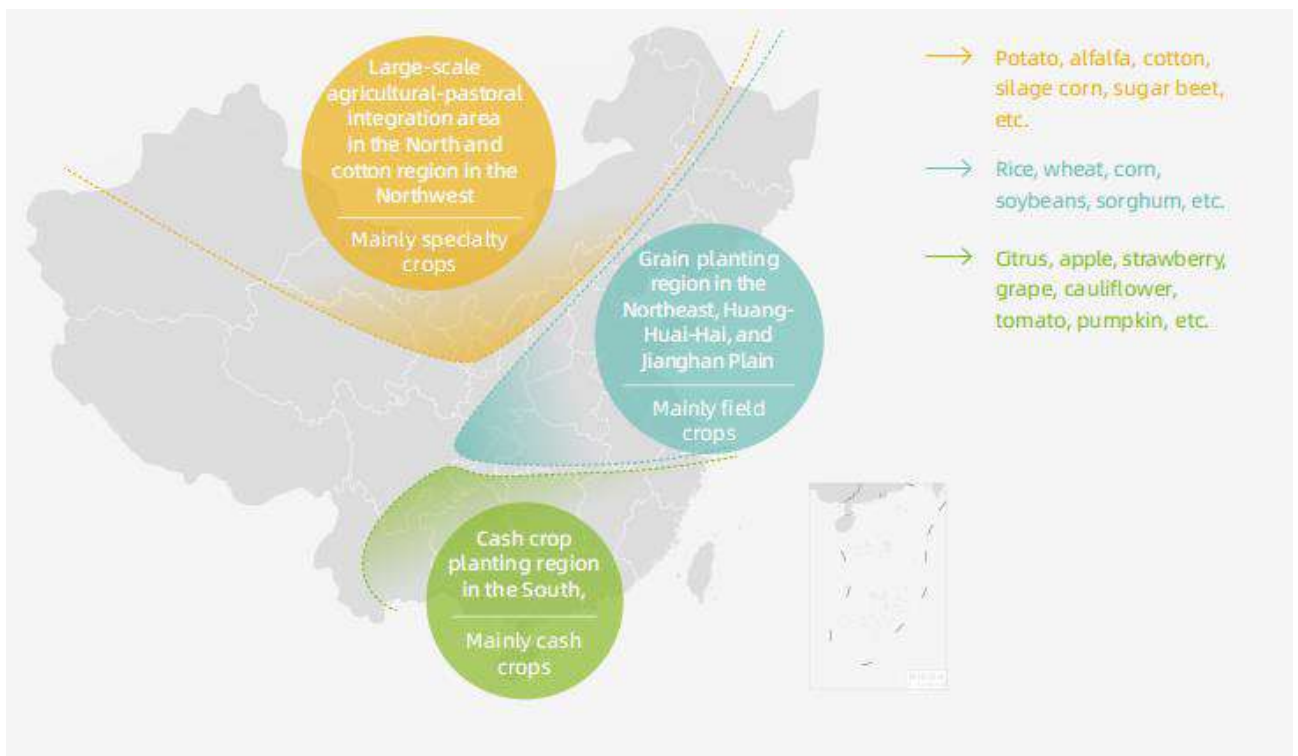 Large-scale
agricultural-pastoral
integration area
in the North and
cotton region in the
Northwest
Mainly specialty
crops
Grain planting
region in the
Northeast, Huang-
Huai-Hai, and
Jianghan Plain
Mainly field
crops
Cash crop
planting region
in the South,
Mainly cash
crops
Potato, alfalfa, cotton,
silage corn, sugar beet,
etc.
Rice, wheat, corn,
soybeans, sorghum, etc.
Citrus, apple, strawberry,
grape, cauliflower,
tomato, pumpkin, etc.